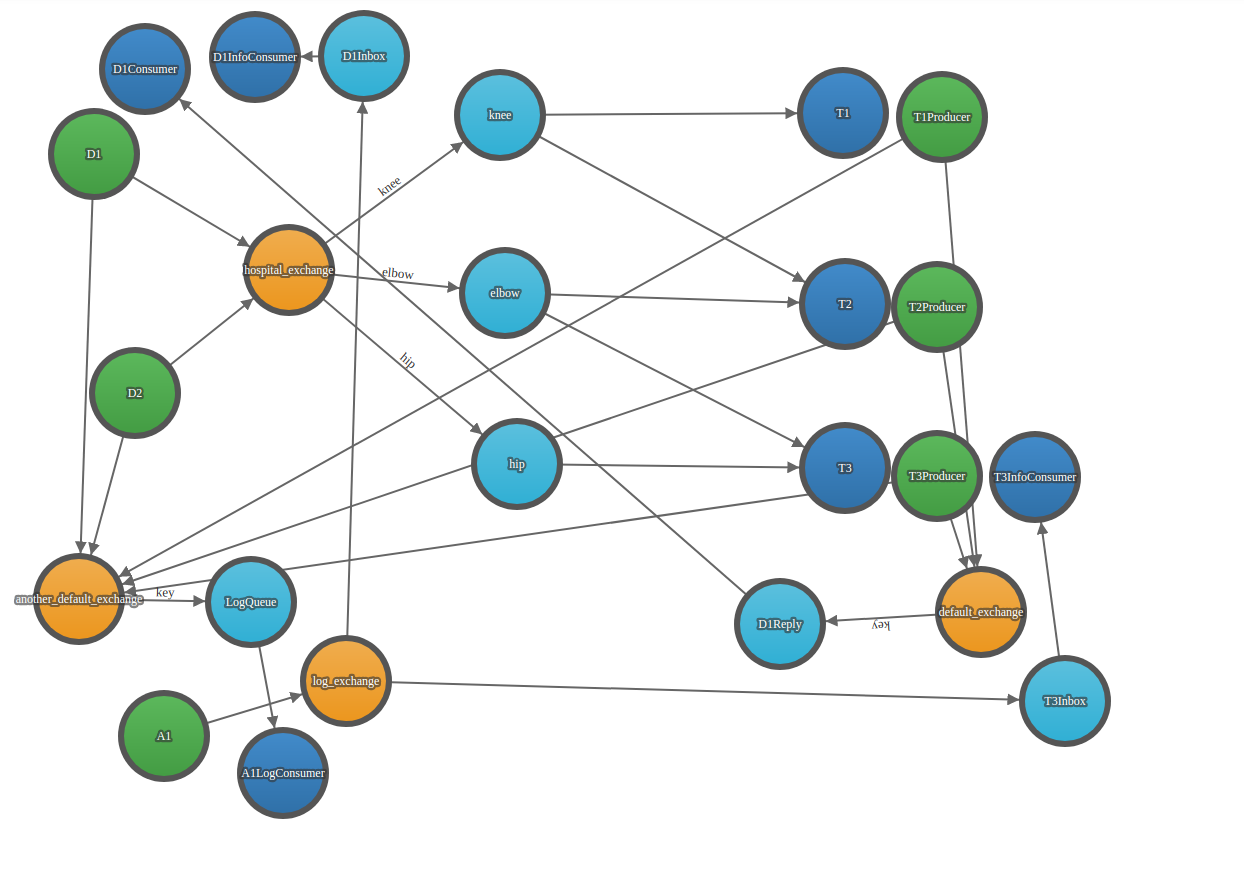 D1Consumer
D1InfoConsumer
D1Inbox
knee
T1
T1Producer
D1
knee
hospital_exchange
elbow
elbow
T2
T2Producer
hip
D2
hip
T3
T3Producer
T3InfoConsumer
another_default_exchange
key
LogQueue
D1Reply
key
default_exchange
log_exchange
T3Inbox
A1
A1LogConsumer